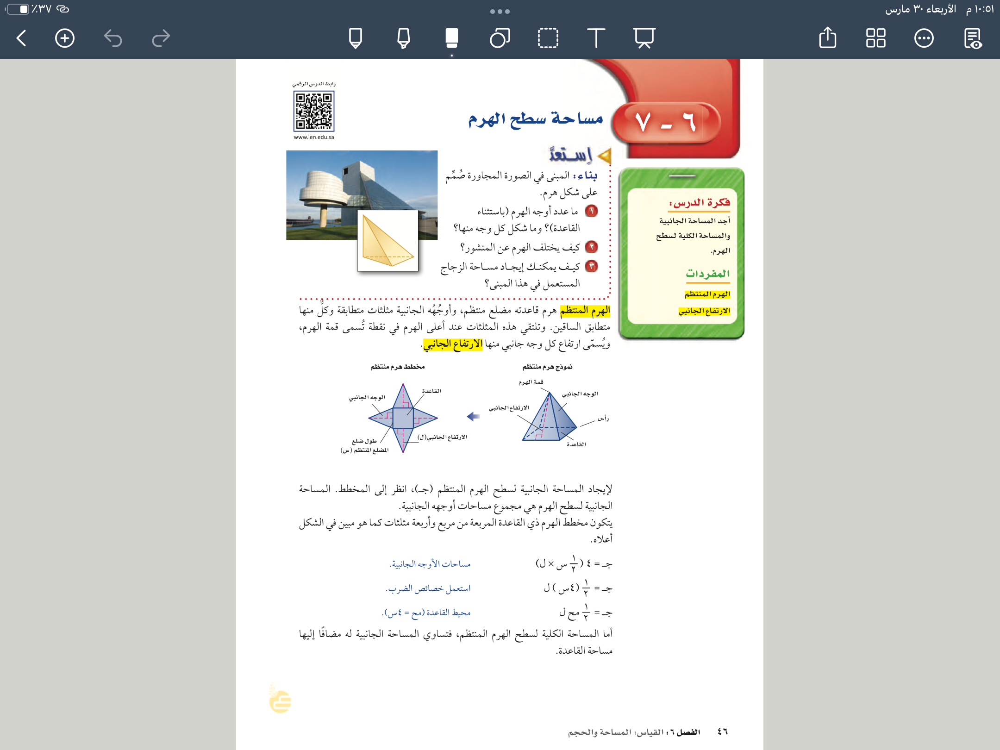 ١٠:٥١ م الأربعاء ٣٠ مارس
٪٣٧
رابط الدرس الرقمي
www.ien.edu.sa
٦ - ٧
مساحة سطح الهرم
إستعدَّ
بناء: المبنى في الصورة المجاورة صُمِّم
على شكل هرم.
١ ما عدد أوجه الهرم (باستثناء
القاعدة)؟ وما شكل كل وجه منها؟
٢ كيف يختلف الهرم عن المنشور؟
٣ كيف يمكنك إيجاد مساحة الزجاج
المستعمل في هذا المبنى؟
فكرة الدرس:
أجد المساحة الجانبية
والمساحة الكلية لسطح
الهرم.
المفردات
الهرم المنتظم
الارتفاع الجانبي
الهرم المنتظم هرم قاعدته مضلع منتظم، وأوجُهُه الجانبية مثلثات متطابقة وكلٌّ منها
متطابق الساقين. وتلتقي هذه المثلثات عند أعلى الهرم في نقطة تُسمى قمة الهرم،
ويُسمّى ارتفاع كل وجه جانبي منها الارتفاع الجانبي.
نموذج هرم منتظم
قمة الهرم
الوجه الجانبي
الارتفاع الجانبي
رأس
القاعدة
مخطط هرم منتظم
القاعدة
الوجه الجانبي
الارتفاع الجانبي(ل)
طول ضلع
المضلع المنتظم (س)
لإيجاد المساحة الجانبية لسطح الهرم المنتظم (جـ)، انظر إلى المخطط. المساحة
الجانبية لسطح الهرم هي مجموع مساحات أوجهه الجانبية.
يتكون مخطط الهرم ذي القاعدة المربعة من مربع وأربعة مثلثات كما هو مبين في الشكل
أعلاه.
جـ = ٤ (١/٢ س × ل) مساحات الأوجه الجانبية.
جـ = ١/٢ (٤س) ل استعمل خصائص الضرب.
جـ = ١/٢ مح ل محيط القاعدة (مح = ٤س).
أما المساحة الكلية لسطح الهرم المنتظم، فتساوي المساحة الجانبية له مضافًا إليها
مساحة القاعدة.
٤٦ الفصل ٦: القياس: المساحة والحجم